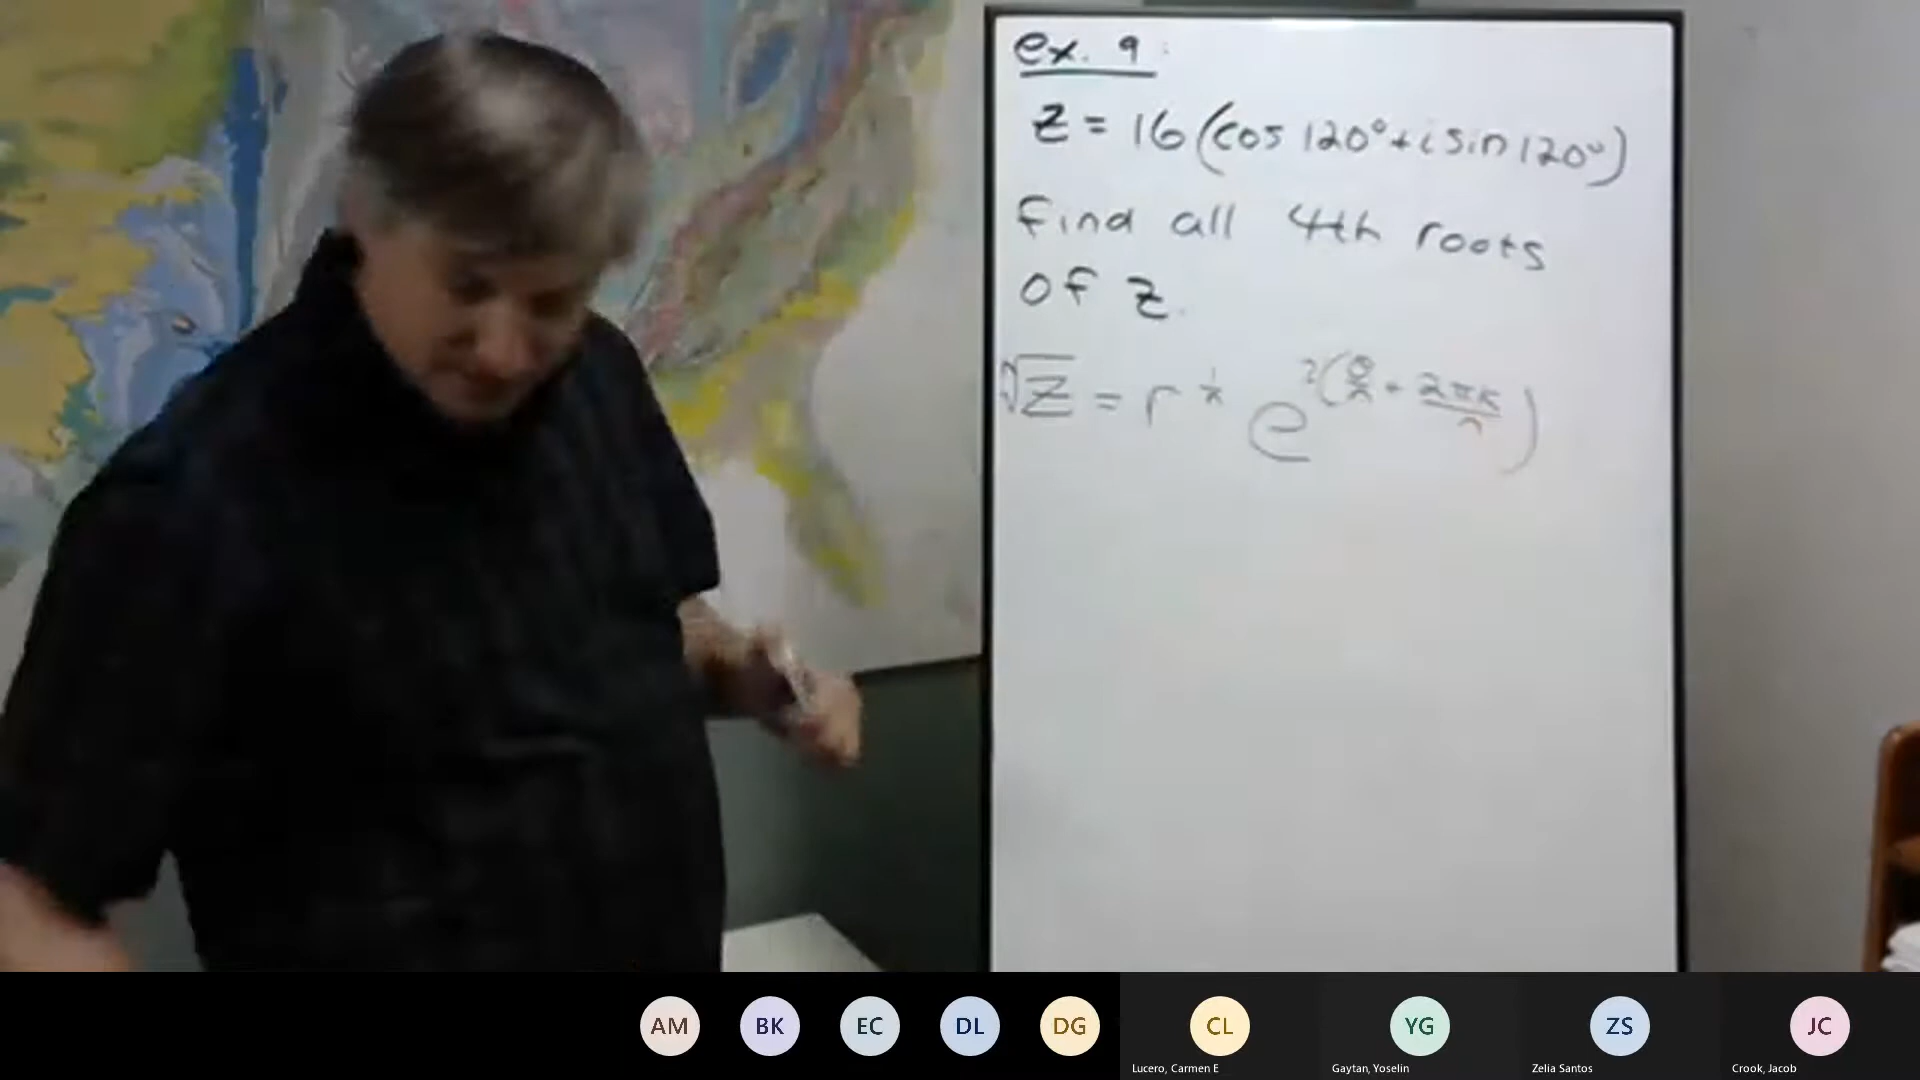 ex. 9:
z = 16(cos 120° + i sin 120°)
find all 4th roots
of z.
ⁿ√z = r^(1/n) e^(i(θ/n + 2πk/n))
AM
BK
EC
DL
DG
CL
YG
ZS
JC
Lucero, Carmen E
Gaytan, Yoselin
Zelia Santos
Crook, Jacob